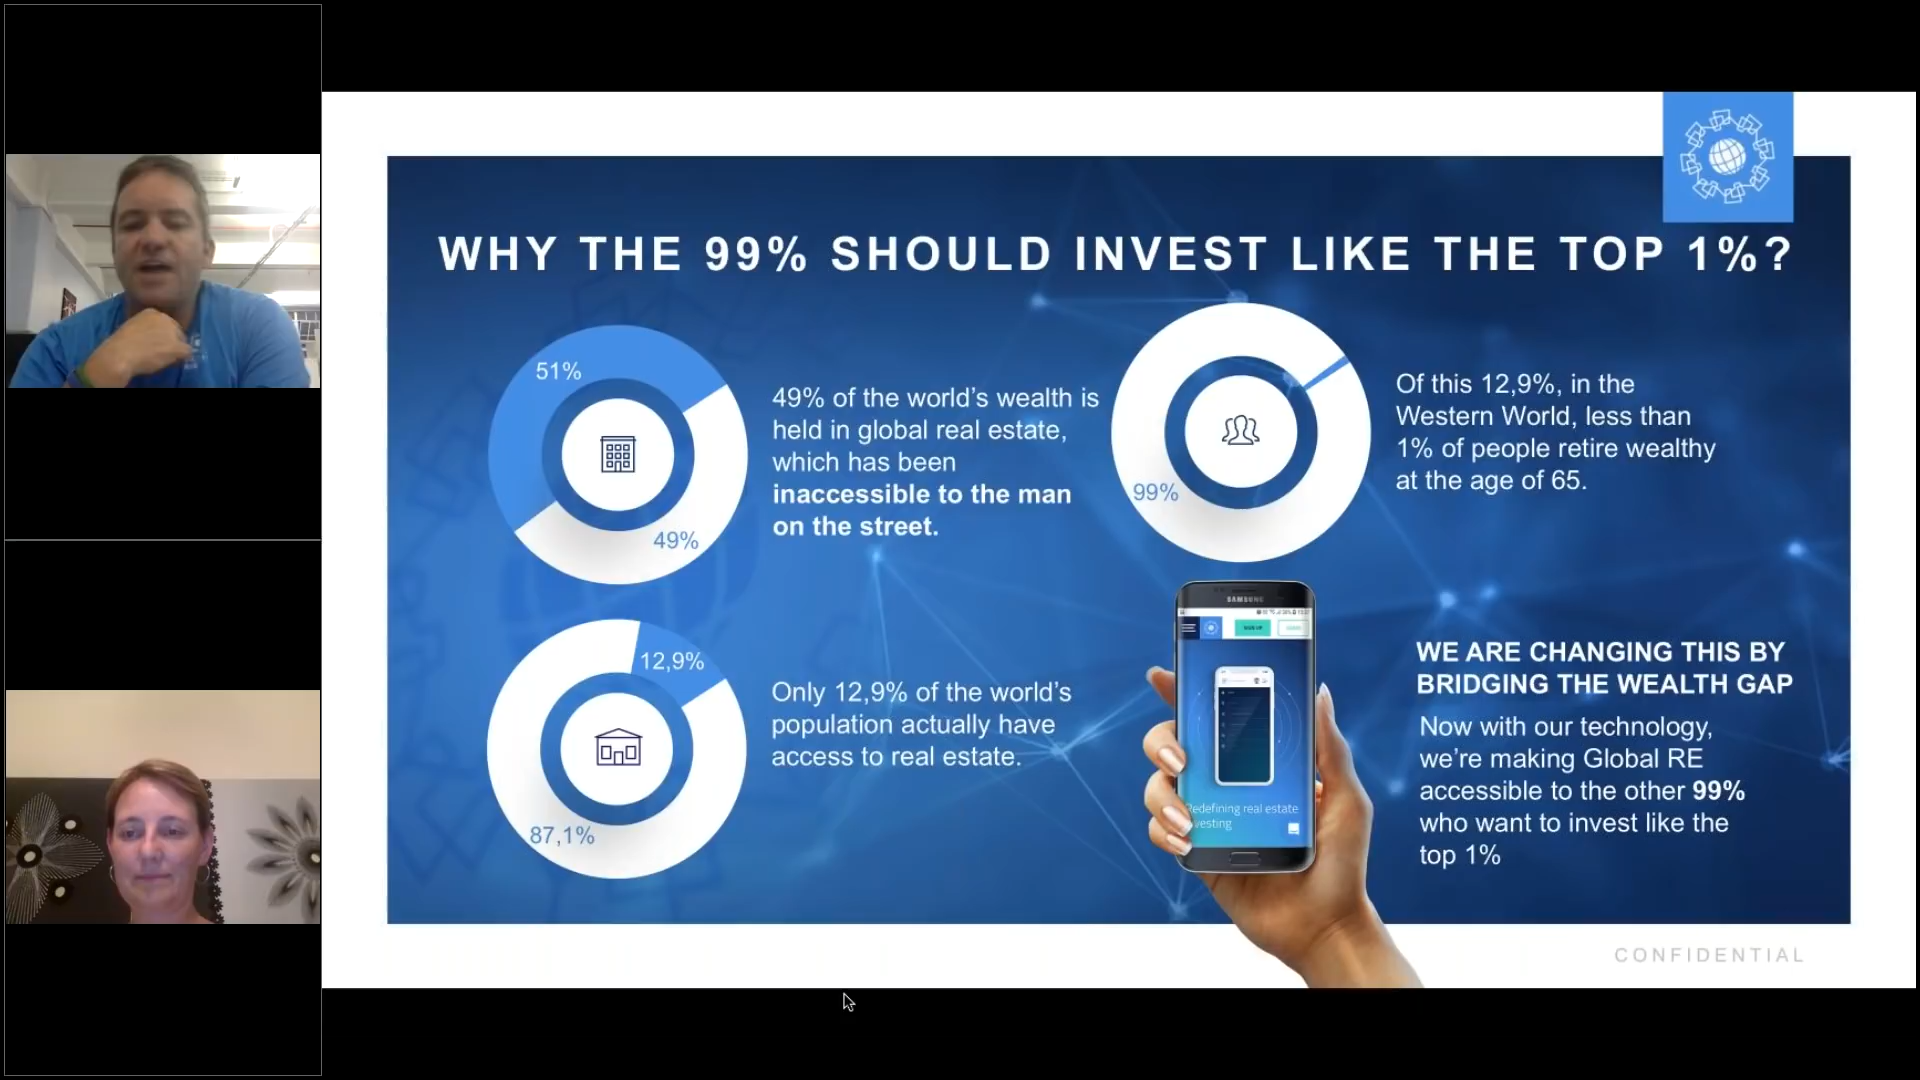 WHY THE 99% SHOULD INVEST LIKE THE TOP 1%?
51%
49%
49% of the world's wealth is
held in global real estate,
which has been
inaccessible to the man
on the street.
99%
Of this 12,9%, in the
Western World, less than
1% of people retire wealthy
at the age of 65.
12,9%
87,1%
Only 12,9% of the world's
population actually have
access to real estate.
SAMSUNG
SIGN UP
Redefining real estate
investing
WE ARE CHANGING THIS BY
BRIDGING THE WEALTH GAP
Now with our technology,
we're making Global RE
accessible to the other 99%
who want to invest like the
top 1%
CONFIDENTIAL